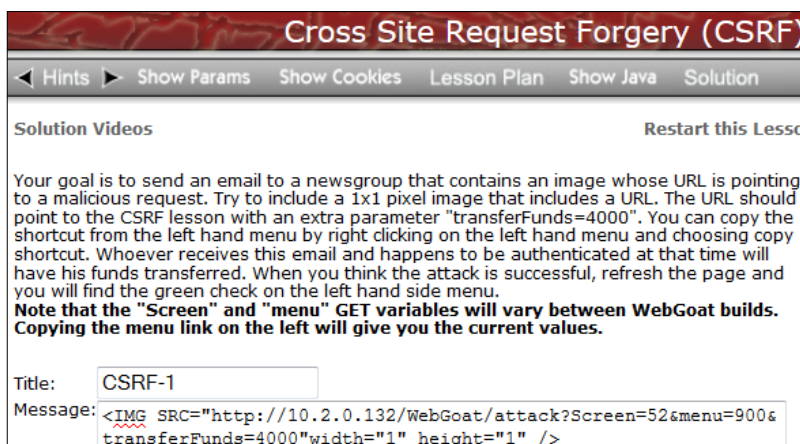 Cross Site Request Forgery (CSRF)
Hints Show Params Show Cookies Lesson Plan Show Java Solution
Solution Videos Restart this Lesso
Your goal is to send an email to a newsgroup that contains an image whose URL is pointing
to a malicious request. Try to include a 1x1 pixel image that includes a URL. The URL should
point to the CSRF lesson with an extra parameter "transferFunds=4000". You can copy the
shortcut from the left hand menu by right clicking on the left hand menu and choosing copy
shortcut. Whoever receives this email and happens to be authenticated at that time will
have his funds transferred. When you think the attack is successful, refresh the page and
you will find the green check on the left hand side menu.
Note that the "Screen" and "menu" GET variables will vary between WebGoat builds.
Copying the menu link on the left will give you the current values.
Title: CSRF-1
Message: <IMG SRC="http://10.2.0.132/WebGoat/attack?Screen=52&menu=900&
transferFunds=4000"width="1" height="1" />